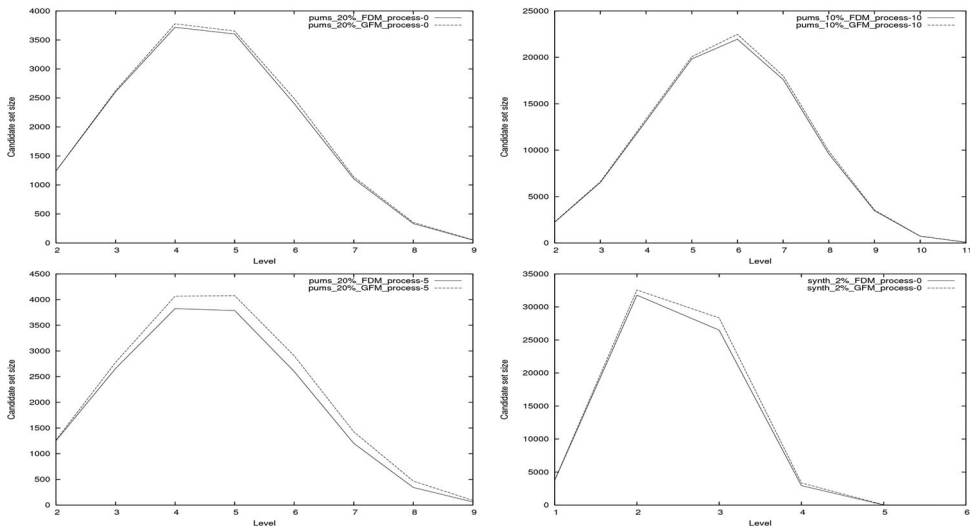 4000
3500
3000
2500
2000
1500
1000
500
0
Candidate set size
pums_20%_FDM_process-0
pums_20%_GFM_process-0
2 3 4 5 6 7 8 9
Level
25000
20000
15000
10000
5000
0
Candidate set size
pums_10%_FDM_process-10
pums_10%_GFM_process-10
2 3 4 5 6 7 8 9 10 11
Level
4500
4000
3500
3000
2500
2000
1500
1000
500
0
Candidate set size
pums_20%_FDM_process-5
pums_20%_GFM_process-5
2 3 4 5 6 7 8 9
Level
35000
30000
25000
20000
15000
10000
5000
0
Candidate set size
synth_2%_FDM_process-0
synth_2%_GFM_process-0
1 2 3 4 5 6
Level